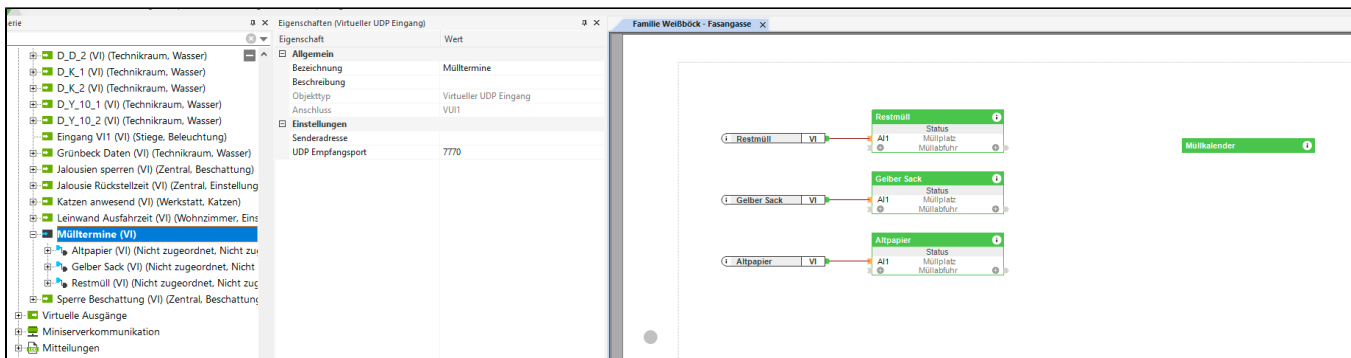 erie
D_D_2 (VI) (Technikraum, Wasser)
D_K_1 (VI) (Technikraum, Wasser)
D_K_2 (VI) (Technikraum, Wasser)
D_Y_10_1 (VI) (Technikraum, Wasser)
D_Y_10_2 (VI) (Technikraum, Wasser)
Eingang VI1 (VI) (Stiege, Beleuchtung)
Grünbeck Daten (VI) (Technikraum, Wasser)
Jalousien sperren (VI) (Zentral, Beschattung)
Jalousie Rückstellzeit (VI) (Zentral, Einstellung
Katzen anwesend (VI) (Werkstatt, Katzen)
Leinwand Ausfahrzeit (VI) (Wohnzimmer, Eins
Mülltermine (VI)
Altpapier (VI) (Nicht zugeordnet, Nicht zug
Gelber Sack (VI) (Nicht zugeordnet, Nicht
Restmüll (VI) (Nicht zugeordnet, Nicht zug
Sperre Beschattung (VI) (Zentral, Beschattung
Virtuelle Ausgänge
Miniserverkommunikation
Mitteilungen
Eigenschaften (Virtueller UDP Eingang)
Eigenschaft Wert
Allgemein
Bezeichnung Mülltermine
Beschreibung
Objekttyp Virtueller UDP Eingang
Anschluss VUI1
Einstellungen
Senderadresse
UDP Empfangsport 7770
Familie Weißböck - Fasangasse
Restmüll VI
Restmüll
Status
AI1 Müllplatz
Müllabfuhr
Müllkalender
Gelber Sack VI
Gelber Sack
Status
AI1 Müllplatz
Müllabfuhr
Altpapier VI
Altpapier
Status
AI1 Müllplatz
Müllabfuhr